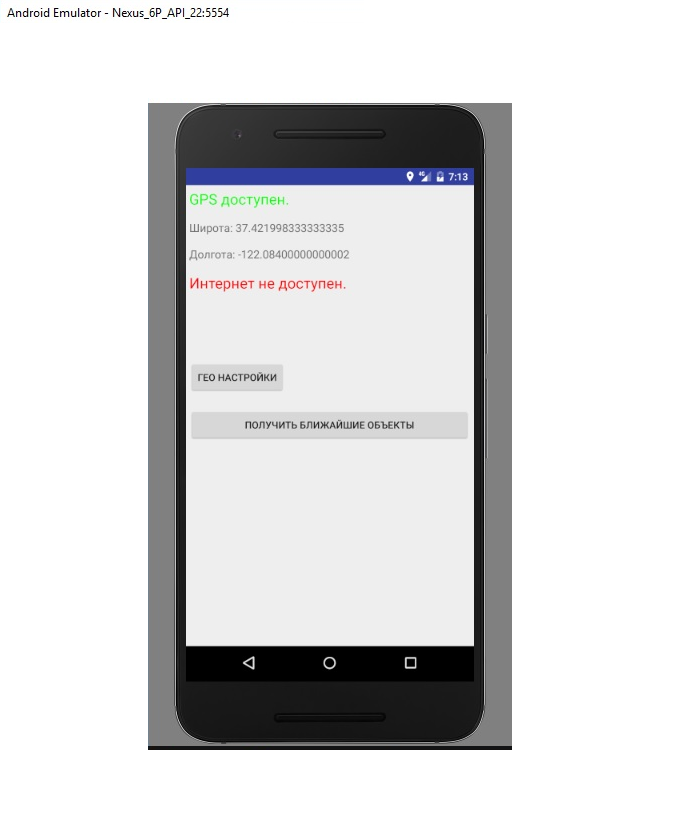 Android Emulator - Nexus_6P_API_22:5554
4G 7:13
GPS доступен.
Широта: 37.421998333333335
Долгота: -122.08400000000002
Интернет не доступен.
ГЕО НАСТРОЙКИ
ПОЛУЧИТЬ БЛИЖАЙШИЕ ОБЪЕКТЫ